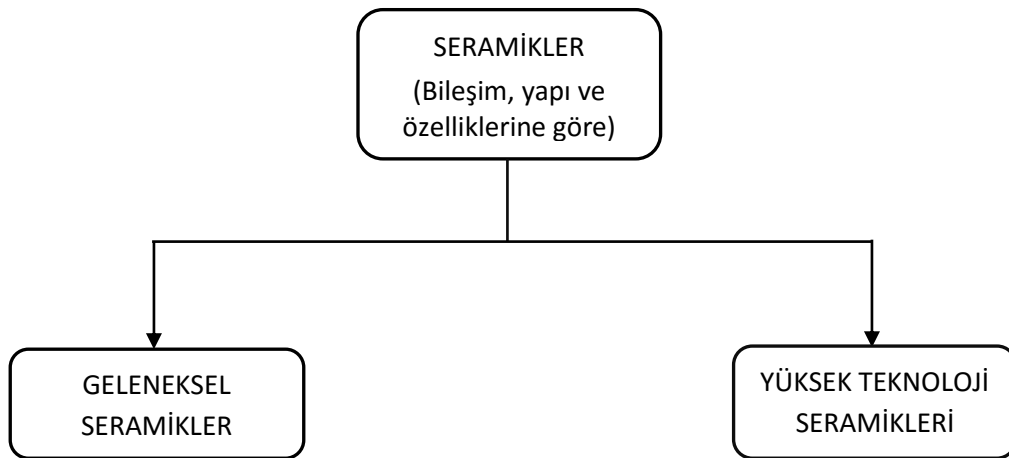 SERAMİKLER
(Bileşim, yapı ve
özelliklerine göre)
GELENEKSEL
SERAMİKLER
YÜKSEK TEKNOLOJİ
SERAMİKLERİ